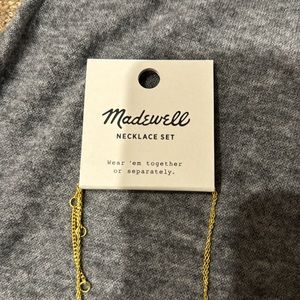 Madewell
NECKLACE SET
Wear 'em together
or separately.